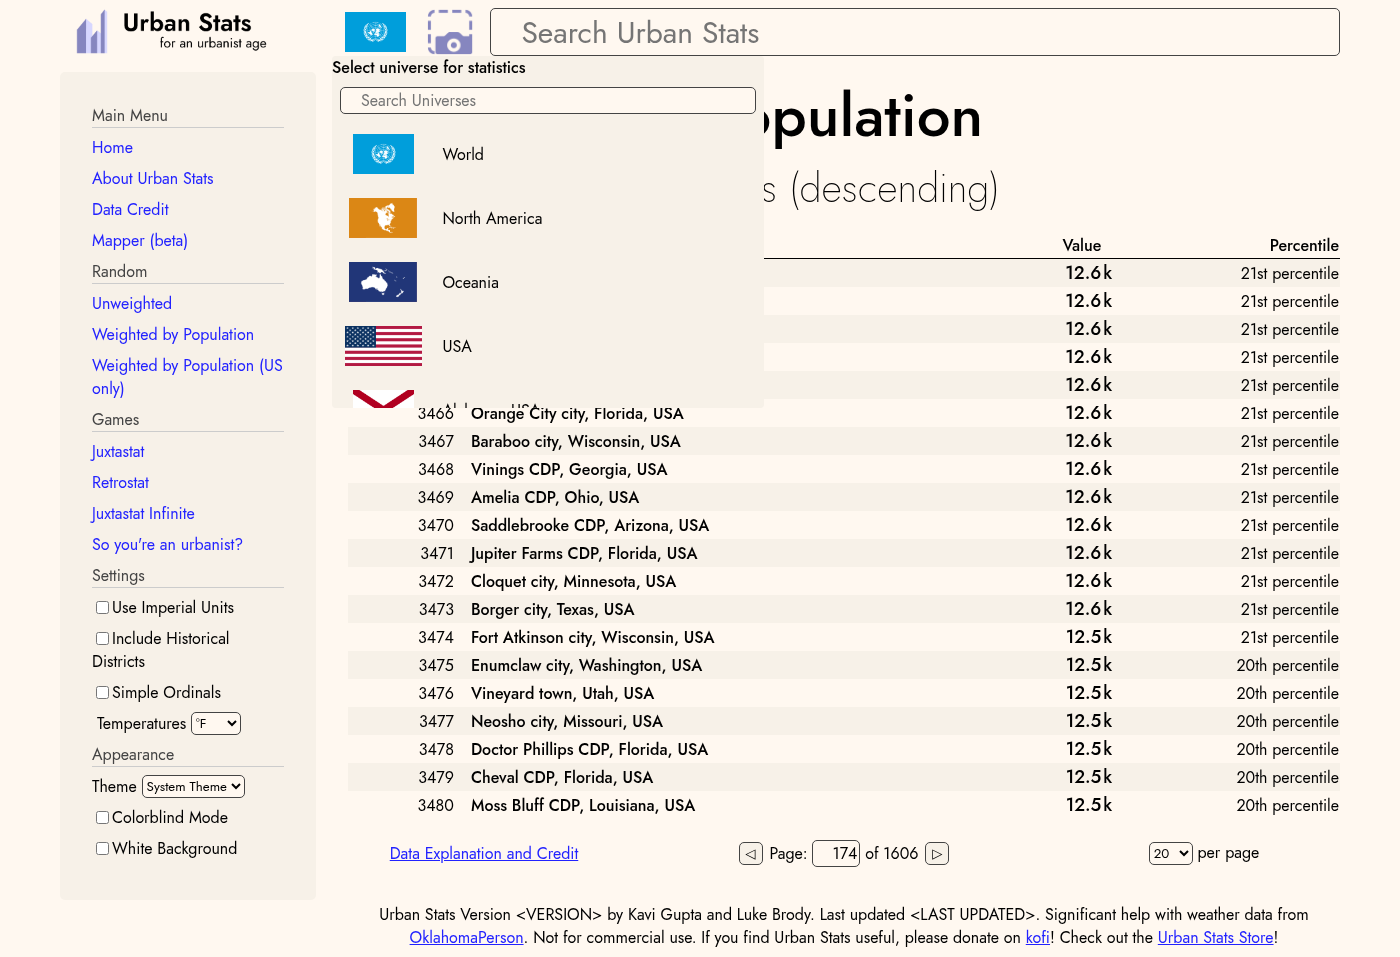 Urban Stats
for an urbanist age
Search Urban Stats
Select universe for statistics
Search Universes
World
North America
Oceania
USA
Main Menu
Home
About Urban Stats
Data Credit
Mapper (beta)
Random
Unweighted
Weighted by Population
Weighted by Population (US
only)
Games
Juxtastat
Retrostat
Juxtastat Infinite
So you're an urbanist?
Settings
Use Imperial Units
Include Historical
Districts
Simple Ordinals
Temperatures °F
Appearance
Theme System Theme
Colorblind Mode
White Background
opulation
s (descending)
Value Percentile
12.6k 21st percentile
12.6k 21st percentile
12.6k 21st percentile
12.6k 21st percentile
12.6k 21st percentile
3466 Orange City city, Florida, USA 12.6k 21st percentile
3467 Baraboo city, Wisconsin, USA 12.6k 21st percentile
3468 Vinings CDP, Georgia, USA 12.6k 21st percentile
3469 Amelia CDP, Ohio, USA 12.6k 21st percentile
3470 Saddlebrooke CDP, Arizona, USA 12.6k 21st percentile
3471 Jupiter Farms CDP, Florida, USA 12.6k 21st percentile
3472 Cloquet city, Minnesota, USA 12.6k 21st percentile
3473 Borger city, Texas, USA 12.6k 21st percentile
3474 Fort Atkinson city, Wisconsin, USA 12.5k 21st percentile
3475 Enumclaw city, Washington, USA 12.5k 20th percentile
3476 Vineyard town, Utah, USA 12.5k 20th percentile
3477 Neosho city, Missouri, USA 12.5k 20th percentile
3478 Doctor Phillips CDP, Florida, USA 12.5k 20th percentile
3479 Cheval CDP, Florida, USA 12.5k 20th percentile
3480 Moss Bluff CDP, Louisiana, USA 12.5k 20th percentile
Data Explanation and Credit ◁ Page: 174 of 1606 ▷ 20 per page
Urban Stats Version <VERSION> by Kavi Gupta and Luke Brody. Last updated <LAST UPDATED>. Significant help with weather data from
OklahomaPerson. Not for commercial use. If you find Urban Stats useful, please donate on kofi! Check out the Urban Stats Store!